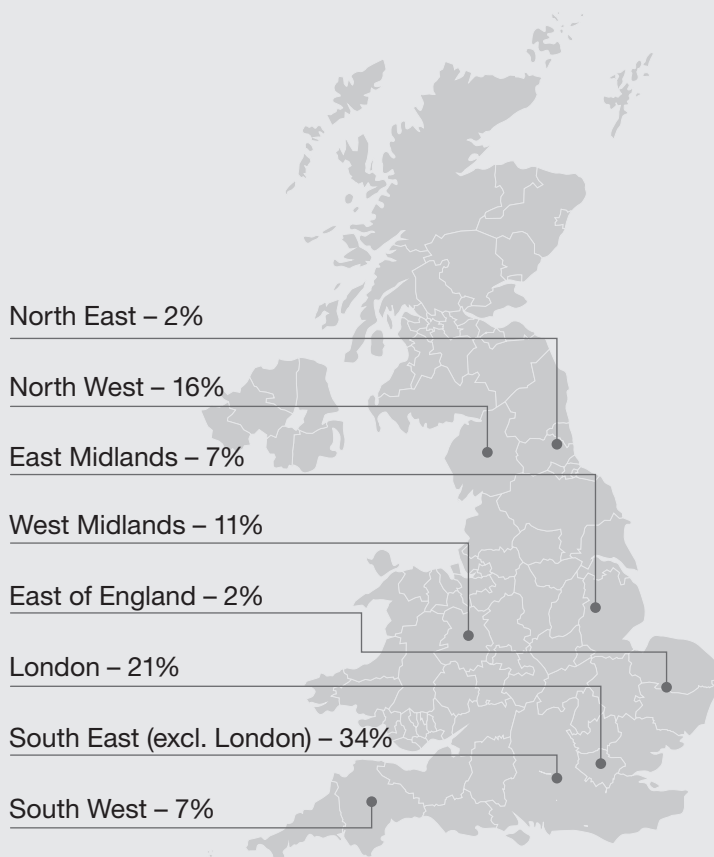 North East – 2%
North West – 16%
East Midlands – 7%
West Midlands – 11%
East of England – 2%
London – 21%
South East (excl. London) – 34%
South West – 7%